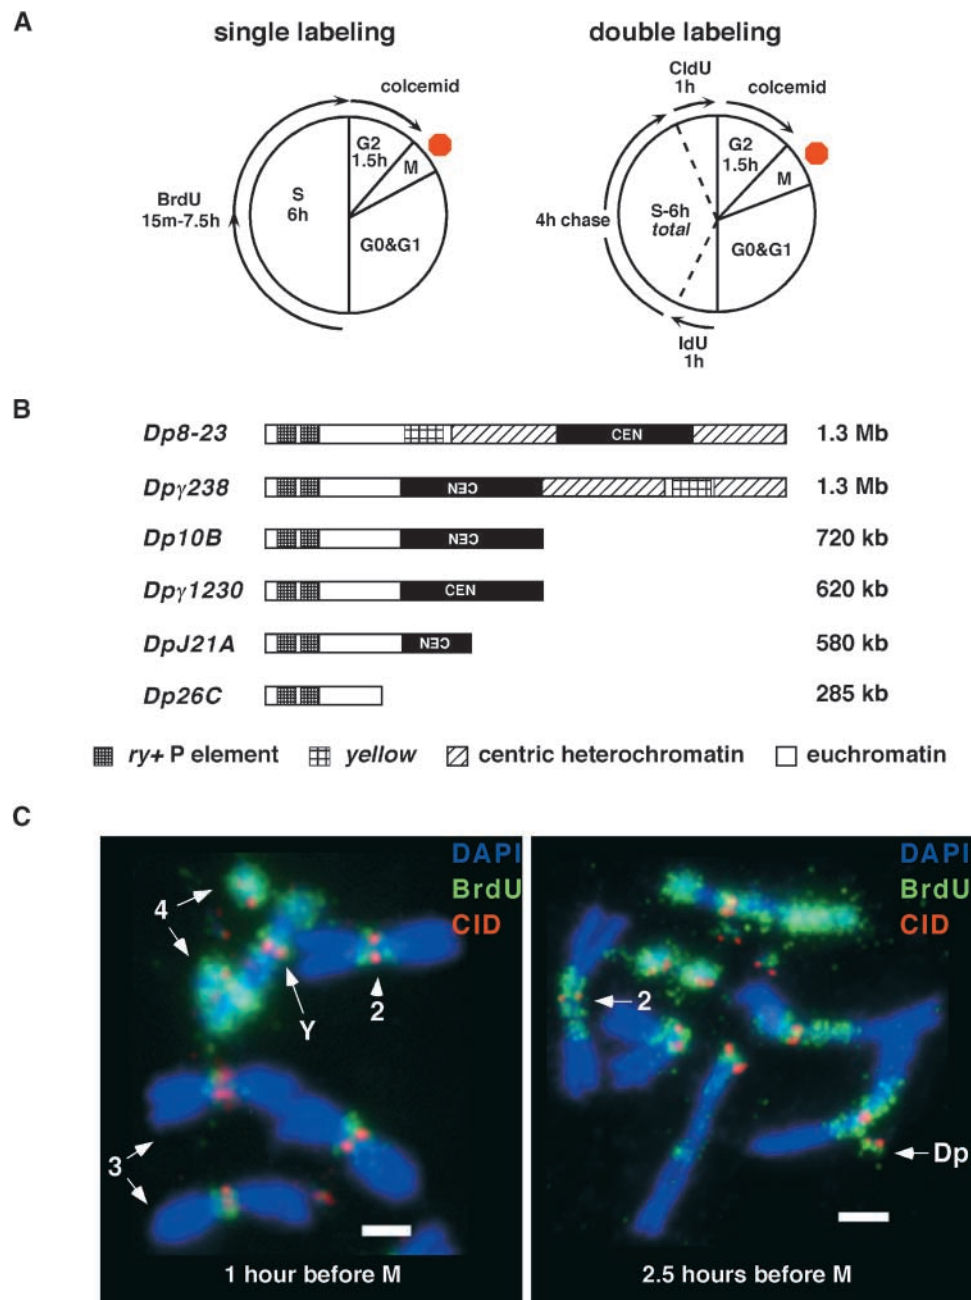 A
single labeling
double labeling
colcemid
G2
1.5h
M
S
6h
BrdU
15m-7.5h
G0&G1
CldU
1h
colcemid
G2
1.5h
M
4h chase
S-6h
total
G0&G1
IdU
1h
B
Dp8-23 CEN 1.3 Mb
Dpγ238 CEN 1.3 Mb
Dp10B CEN 720 kb
Dpγ1230 CEN 620 kb
DpJ21A CEN 580 kb
Dp26C 285 kb
ry+ P element yellow centric heterochromatin euchromatin
C
DAPI
BrdU
CID
4
Y
2
3
1 hour before M
DAPI
BrdU
CID
2
Dp
2.5 hours before M